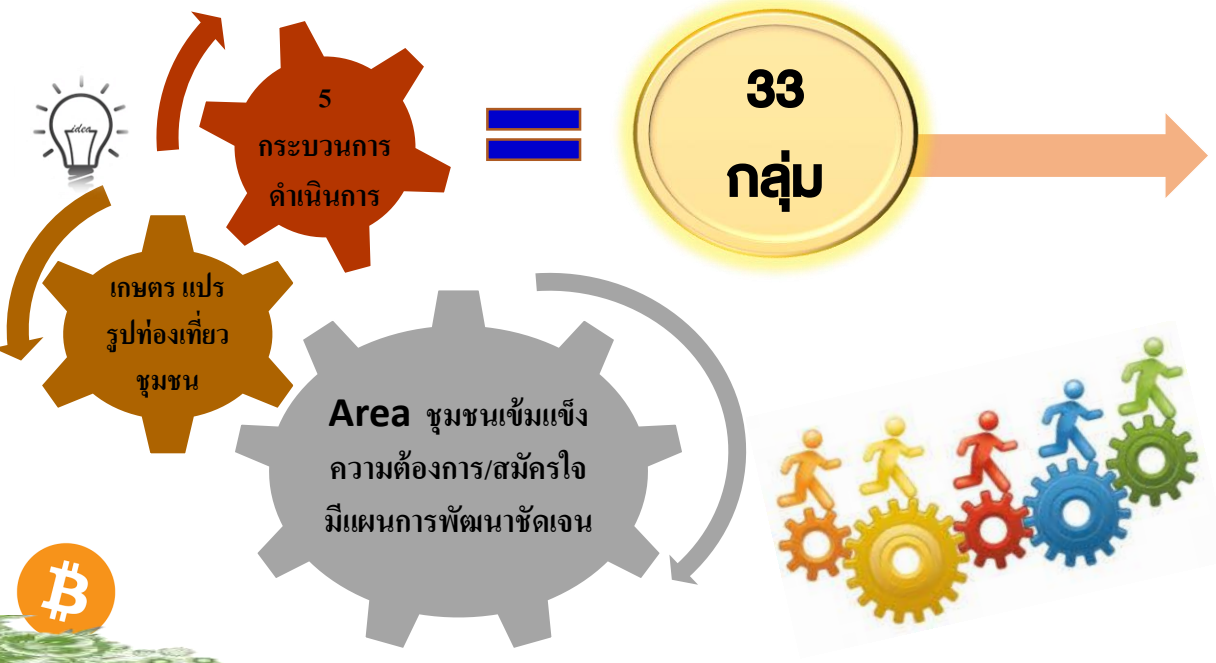 idea
5
กระบวนการ
ดำเนินการ
33
กลุ่ม
เกษตร แปร
รูปท่องเที่ยว
ชุมชน
Area ชุมชนเข้มแข็ง
ความต้องการ/สมัครใจ
มีแผนการพัฒนาชัดเจน